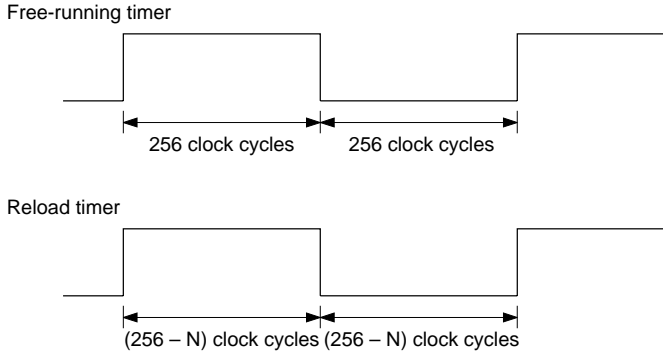 Free-running timer
256 clock cycles 256 clock cycles
Reload timer
(256 – N) clock cycles (256 – N) clock cycles